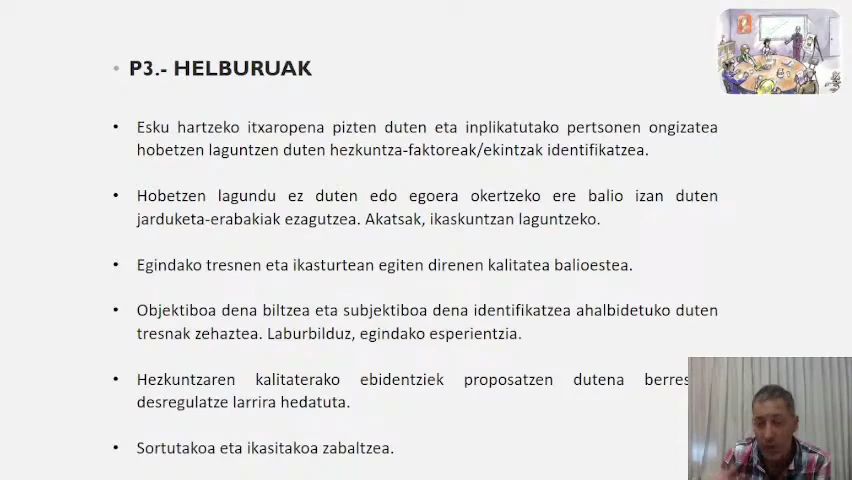 P3.- HELBURUAK
Esku hartzeko itxaropena pizten duten eta inplikatutako pertsonen ongizatea
hobetzen laguntzen duten hezkuntza-faktoreak/ekintzak identifikatzea.
Hobetzen lagundu ez duten edo egoera okertzeko ere balio izan duten
jarduketa-erabakiak ezagutzea. Akatsak, ikaskuntzan laguntzeko.
Egindako tresnen eta ikasturtean egiten direnen kalitatea balioestea.
Objektiboa dena biltzea eta subjektiboa dena identifikatzea ahalbidetuko duten
tresnak zehaztea. Laburbilduz, egindako esperientzia.
Hezkuntzaren kalitaterako ebidentziek proposatzen dutena
desregulatze larrira hedatuta.
Sortutakoa eta ikasitakoa zabaltzea.